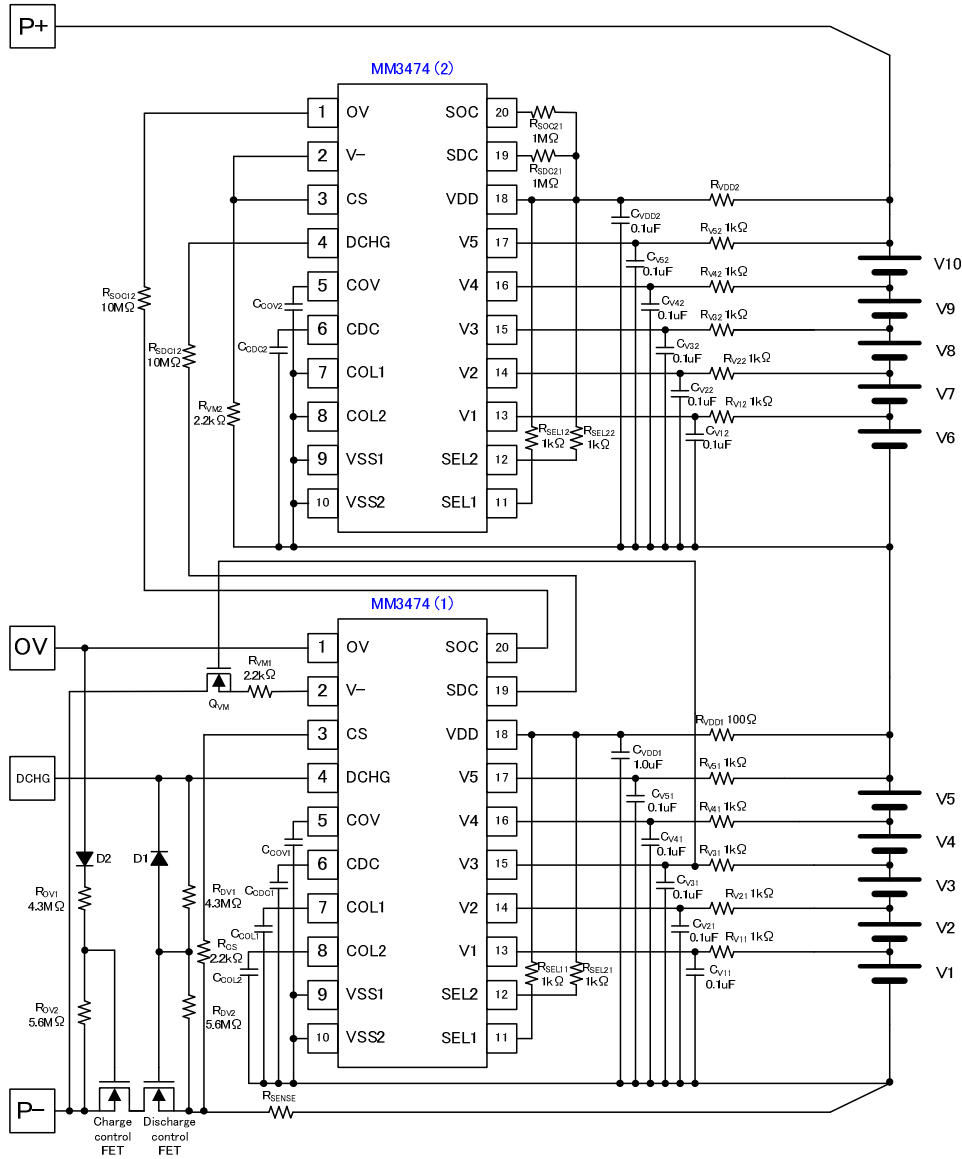 P+
MM3474 (2)
1 OV SOC 20
2 V- SDC 19
3 CS VDD 18
4 DCHG V5 17
5 COV V4 16
6 CDC V3 15
7 COL1 V2 14
8 COL2 V1 13
9 VSS1 SEL2 12
10 VSS2 SEL1 11
RSOC21
1MΩ
RSDC21
1MΩ
RVDD2
CVDD2
0.1uF
RV52 1kΩ
CV52
0.1uF
RV42 1kΩ
CV42
0.1uF
RV32 1kΩ
CV32
0.1uF
RV22 1kΩ
CV22
0.1uF
RV12 1kΩ
CV12
0.1uF
RSEL12
1kΩ
RSEL22
1kΩ
V10
V9
V8
V7
V6
RSOC12
10MΩ
RSDC12
10MΩ
CCOV2
CCDC2
RVM2
2.2kΩ
MM3474 (1)
OV
1 OV SOC 20
2 V- SDC 19
3 CS VDD 18
4 DCHG V5 17
5 COV V4 16
6 CDC V3 15
7 COL1 V2 14
8 COL2 V1 13
9 VSS1 SEL2 12
10 VSS2 SEL1 11
RVM1
2.2kΩ
QVM
DCHG
RVDD1 100Ω
CVDD1
1.0uF
RV51 1kΩ
CV51
0.1uF
RV41 1kΩ
CV41
0.1uF
RV31 1kΩ
CV31
0.1uF
RV21 1kΩ
CV21
0.1uF
RV11 1kΩ
CV11
0.1uF
RSEL11
1kΩ
RSEL21
1kΩ
V5
V4
V3
V2
V1
D2
D1
ROV1
4.3MΩ
RDV1
4.3MΩ
RCS
2.2kΩ
ROV2
5.6MΩ
RDV2
5.6MΩ
CCOV1
CCDC1
CCOL1
CCOL2
P-
RSENSE
Charge
control
FET
Discharge
control
FET